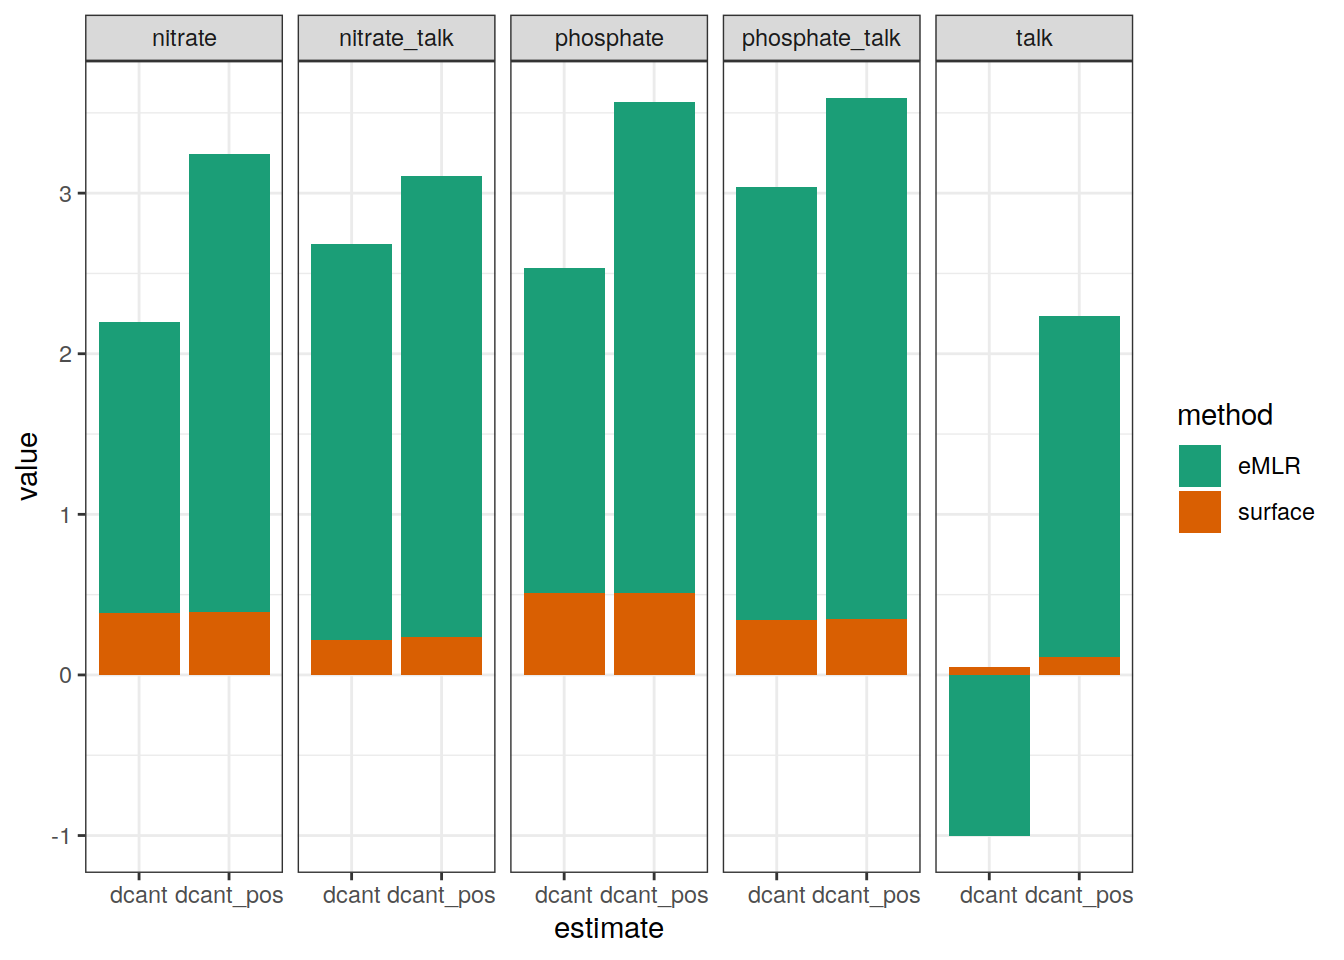 nitrate nitrate_talk phosphate phosphate_talk talk
3
2
1
0
-1
value
dcant dcant_pos dcant dcant_pos dcant dcant_pos dcant dcant_pos dcant dcant_pos
estimate
method
eMLR
surface